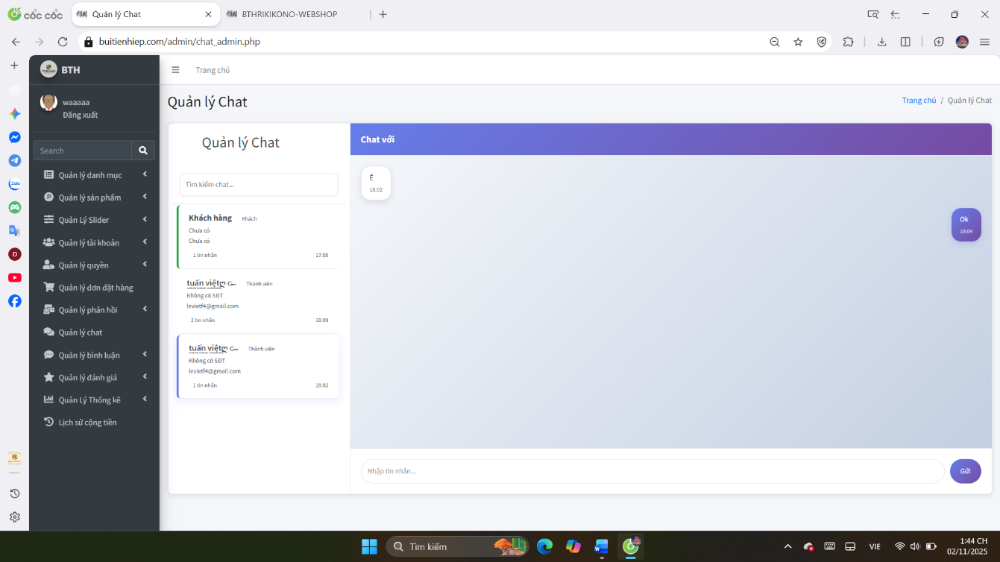 cốc cốc
Quản lý Chat
BTHRIKIKONO-WEBSHOP
buitienhiep.com/admin/chat_admin.php
BTH
Trang chủ
Quản lý Chat
Trang chủ / Quản lý Chat
waaaaa
Đăng xuất
Search
Quản lý danh mục
Quản lý sản phẩm
Quản Lý Slider
Quản lý tài khoản
Quản lý quyền
Quản lý đơn đặt hàng
Quản lý phản hồi
Quản lý chat
Quản lý bình luận
Quản lý đánh giá
Quản Lý Thống kê
Lịch sử cộng tiền
Zalo
D
Quản lý Chat
Tìm kiếm chat...
Khách hàng Khách
Chưa có
Chưa có
1 tin nhắn 17:05
tuấn việt Thành viên
Không có SĐT
levietf4@gmail.com
2 tin nhắn 18:09
tuấn việt Thành viên
Không có SĐT
levietf4@gmail.com
1 tin nhắn 18:02
Chat với
Ê
18:02
Ok
19:04
Nhập tin nhắn...
Gửi
Tìm kiếm
VIE
1:44 CH
02/11/2025